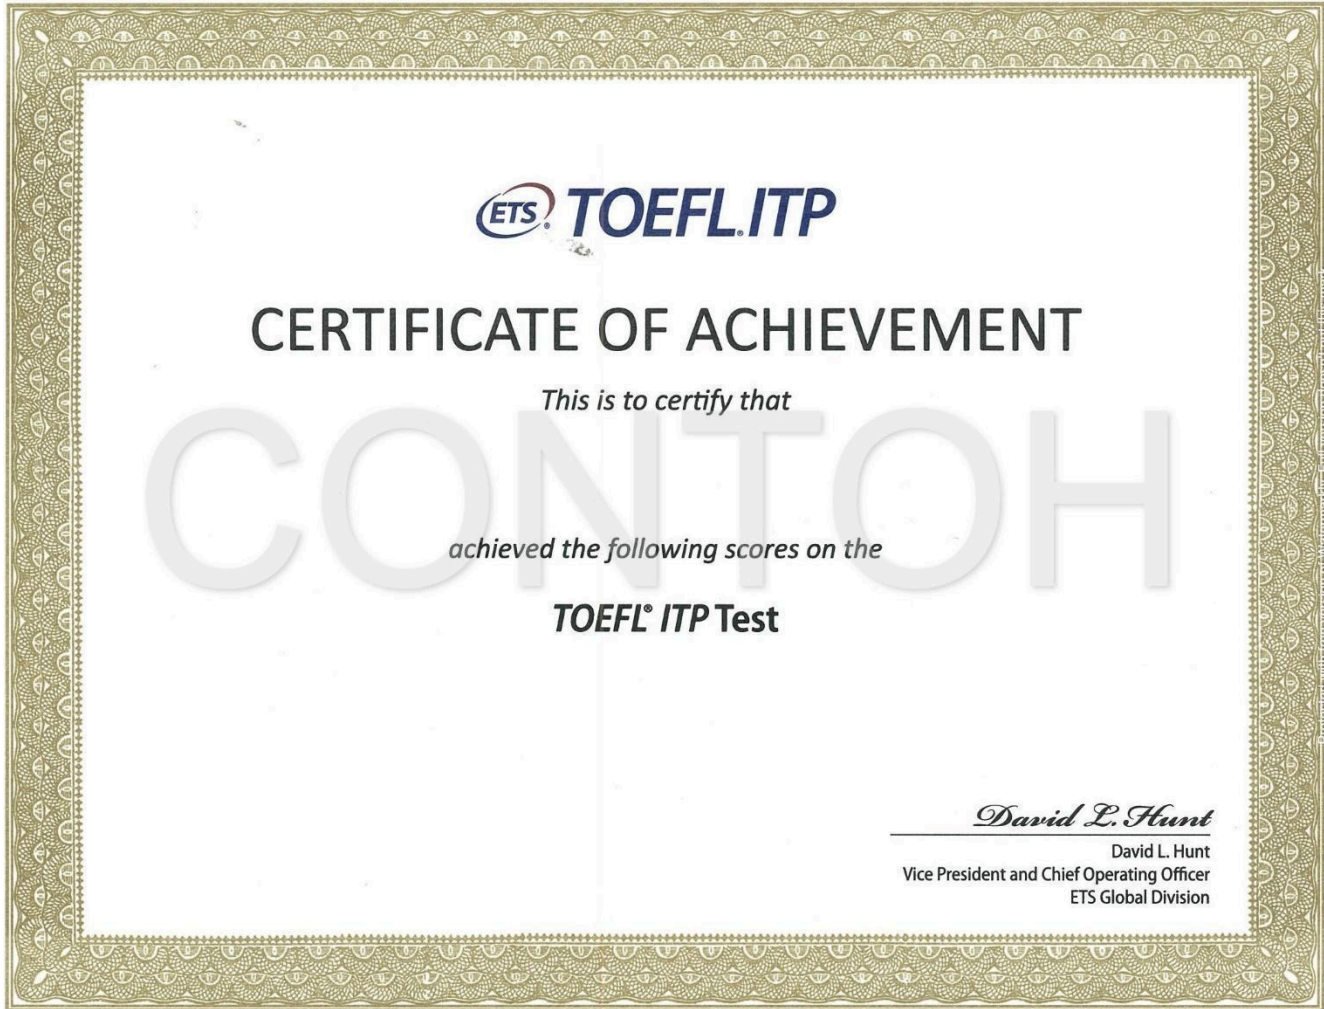 ETS® TOEFL® ITP
CERTIFICATE OF ACHIEVEMENT
This is to certify that
CONTOH
achieved the following scores on the
TOEFL® ITP Test
David L. Hunt
David L. Hunt
Vice President and Chief Operating Officer
ETS Global Division